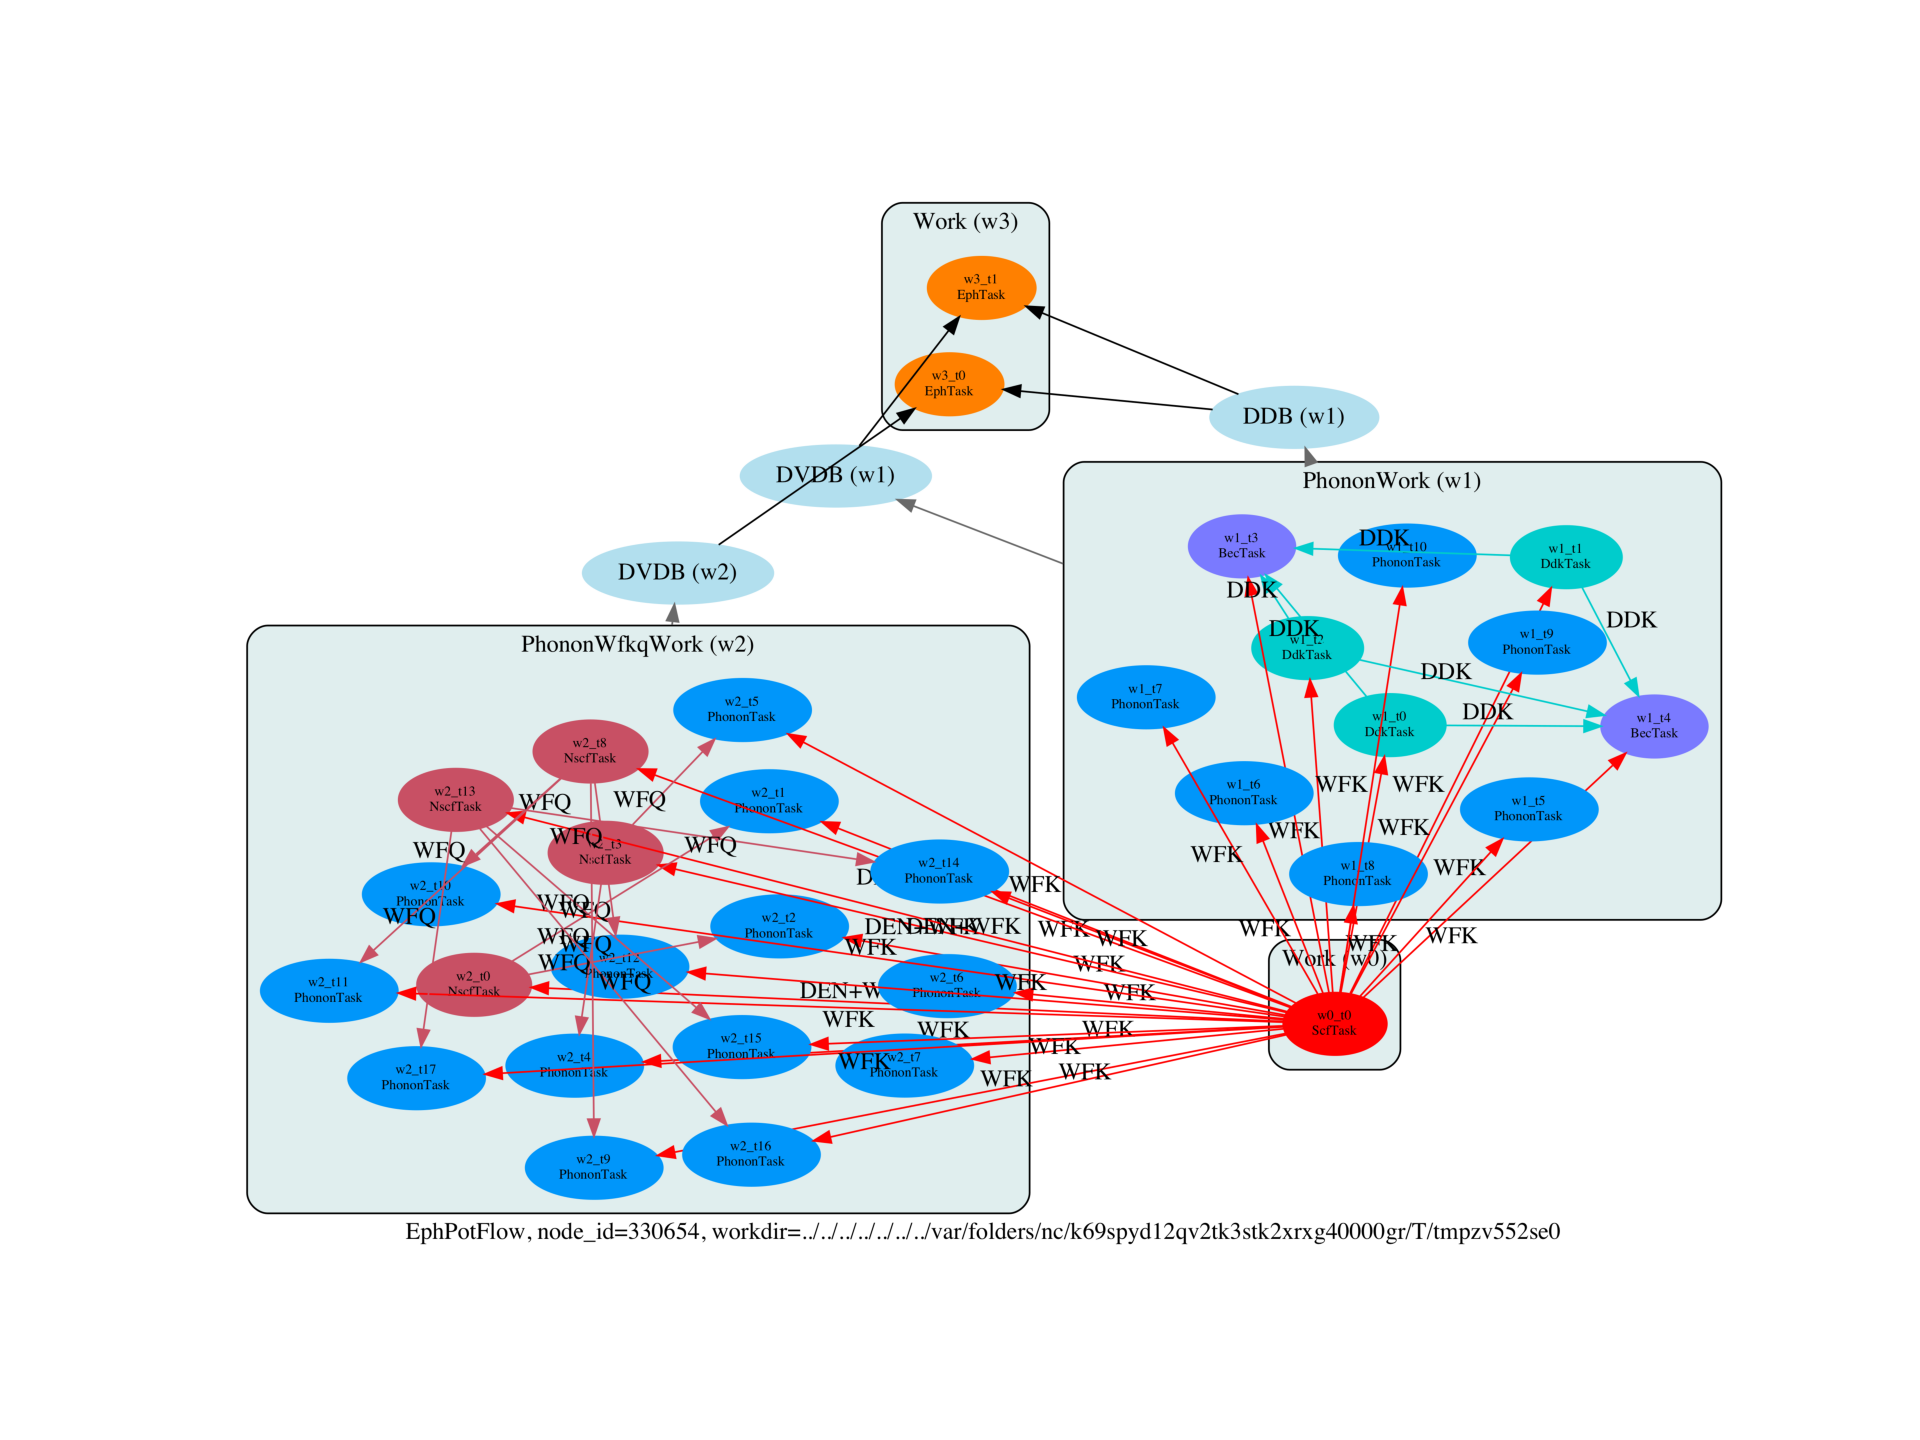 Work (w3)
w3_t1
EphTask
w3_t0
EphTask
DDB (w1)
DVDB (w1)
DVDB (w2)
PhononWork (w1)
w1_t3
BecTask
DDK
w1_t10
PhononTask
w1_t1
DdkTask
DDK
DDK
w1_t2
DdkTask
w1_t9
PhononTask
DDK
DDK
w1_t7
PhononTask
w1_t0
DdkTask
DDK
w1_t4
BecTask
w1_t6
PhononTask
WFK
WFK
w1_t5
PhononTask
WFK
WFK
WFK
w1_t8
PhononTask
WFK
WFK
WFK
WFK
Work (w0)
w0_t0
ScfTask
PhononWfkqWork (w2)
w2_t5
PhononTask
w2_t8
NscfTask
w2_t13
NscfTask
WFQ
WFQ
w2_t1
PhononTask
WFQ
w2_t3
NscfTask
WFQ
WFQ
w2_t14
PhononTask
WFK
w2_t10
PhononTask
WFQ
WFQ
WFQ
w2_t2
PhononTask
DEN+WFK
WFK
WFK
WFK
WFK
WFQ
WFQ
WFQ
w2_t12
PhononTask
WFQ
WFK
w2_t11
PhononTask
w2_t0
NscfTask
w2_t6
PhononTask
WFK
WFK
WFK
WFK
WFK
w2_t15
PhononTask
WFK
WFK
w2_t7
PhononTask
WFK
WFK
w2_t4
PhononTask
w2_t17
PhononTask
w2_t16
PhononTask
w2_t9
PhononTask
EphPotFlow, node_id=330654, workdir=../../../../../../../var/folders/nc/k69spyd12qv2tk3stk2xrxg40000gr/T/tmpzv552se0